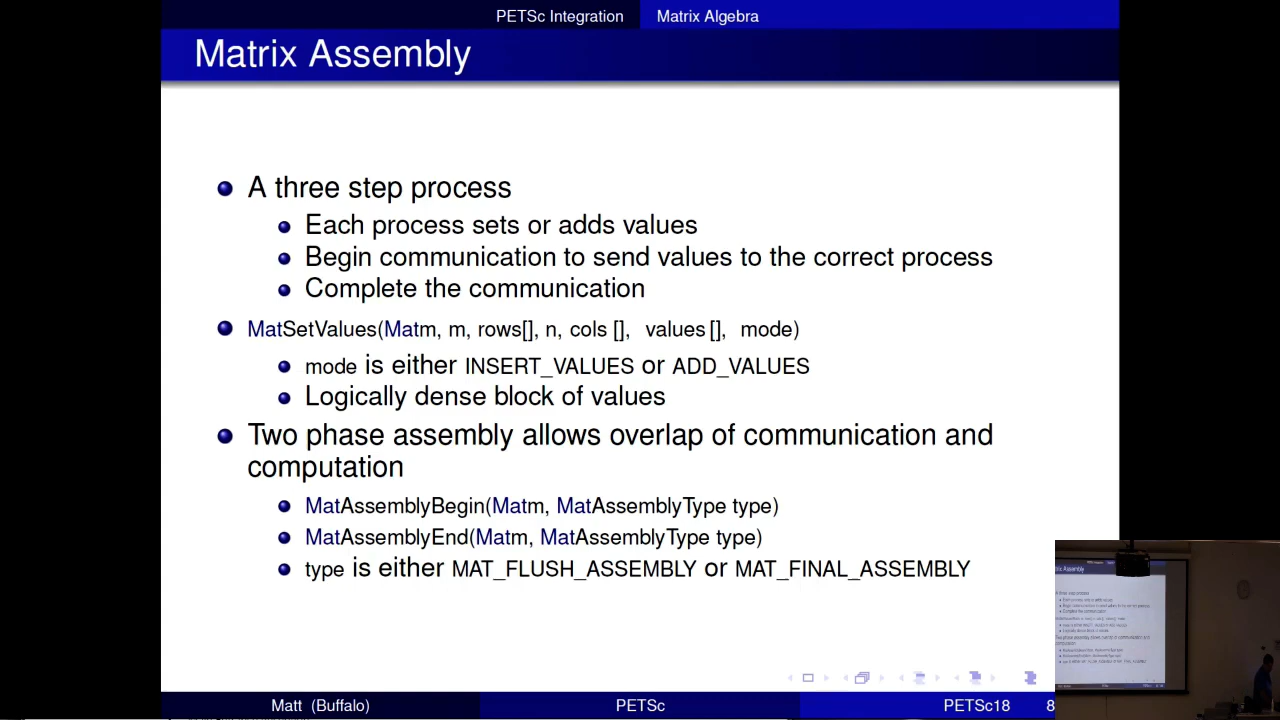 PETSc Integration Matrix Algebra
Matrix Assembly
A three step process
Each process sets or adds values
Begin communication to send values to the correct process
Complete the communication
MatSetValues(Matm, m, rows[], n, cols [], values [], mode)
mode is either INSERT_VALUES or ADD_VALUES
Logically dense block of values
Two phase assembly allows overlap of communication and
computation
MatAssemblyBegin(Matm, MatAssemblyType type)
MatAssemblyEnd(Matm, MatAssemblyType type)
type is either MAT_FLUSH_ASSEMBLY or MAT_FINAL_ASSEMBLY
Matt (Buffalo) PETSc PETSc18 8